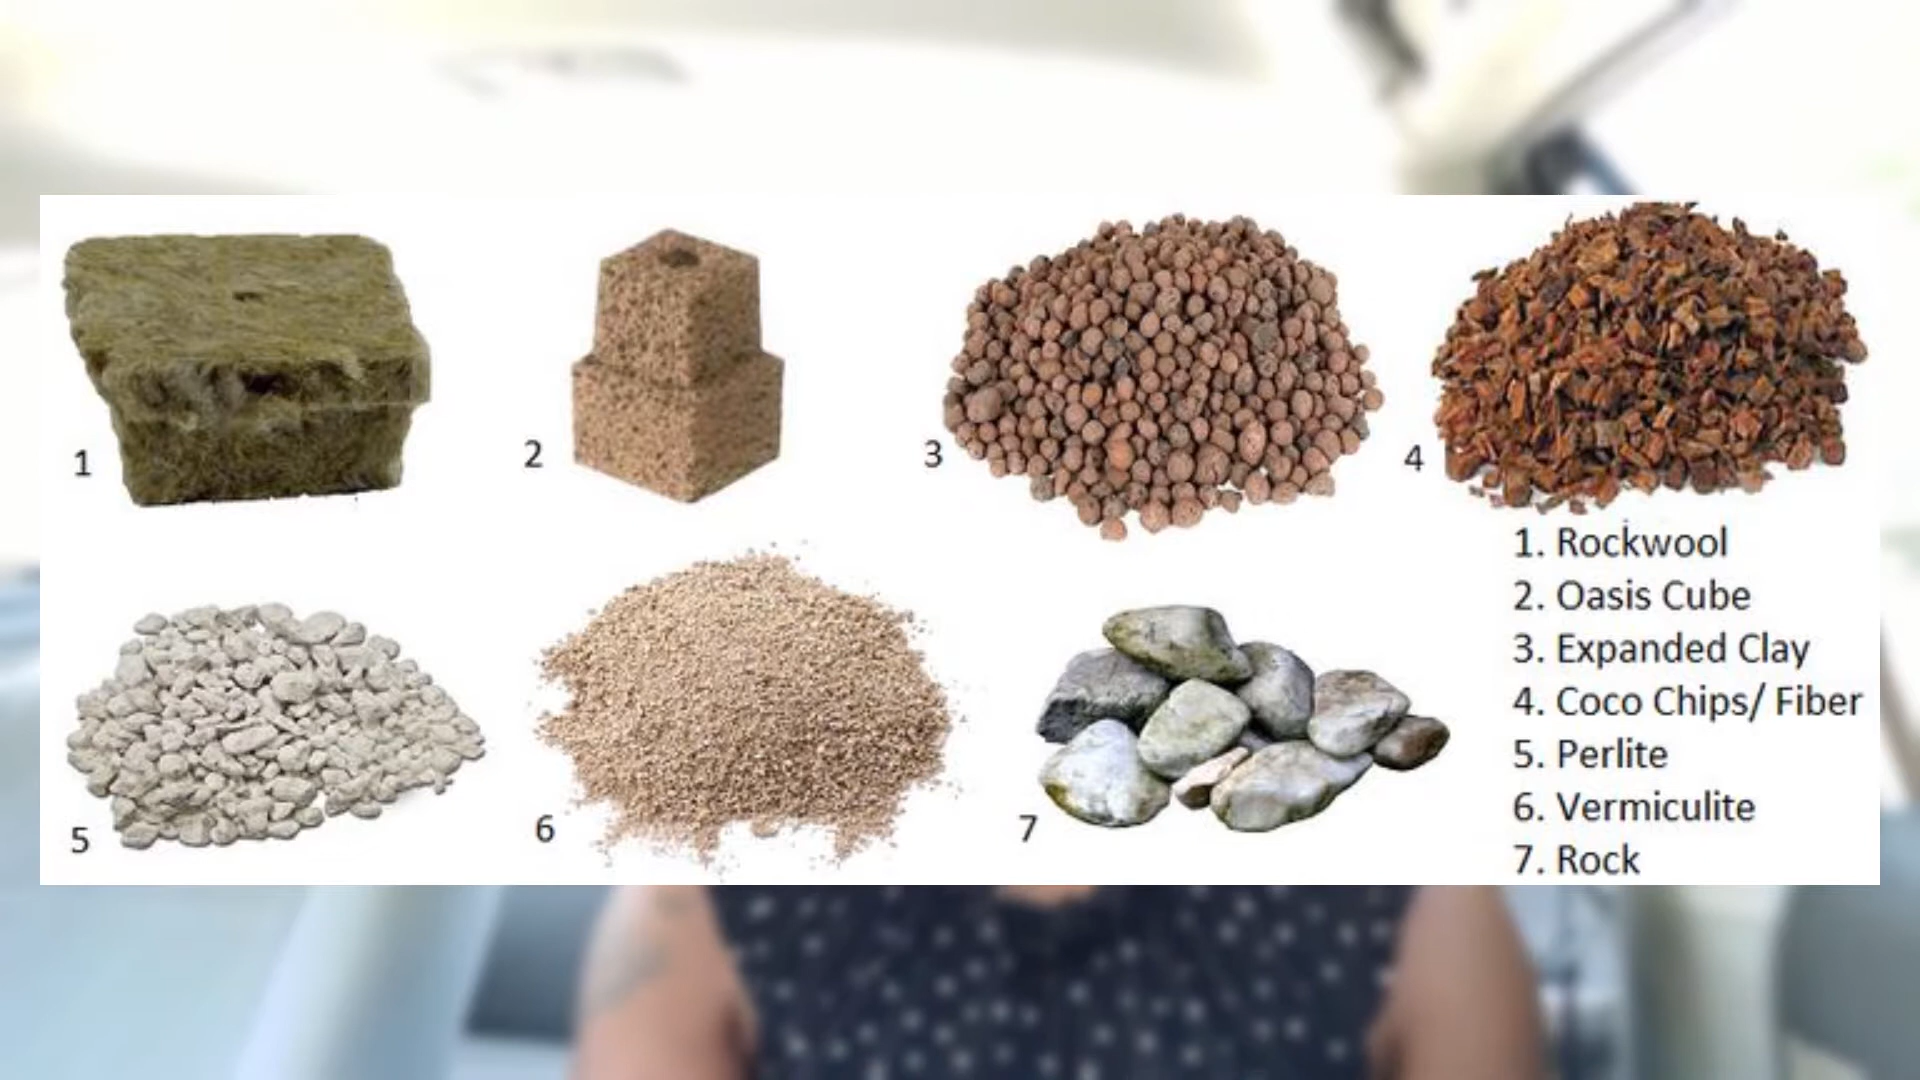 1
2
3
4
5
6
7
1. Rockwool
2. Oasis Cube
3. Expanded Clay
4. Coco Chips/ Fiber
5. Perlite
6. Vermiculite
7. Rock